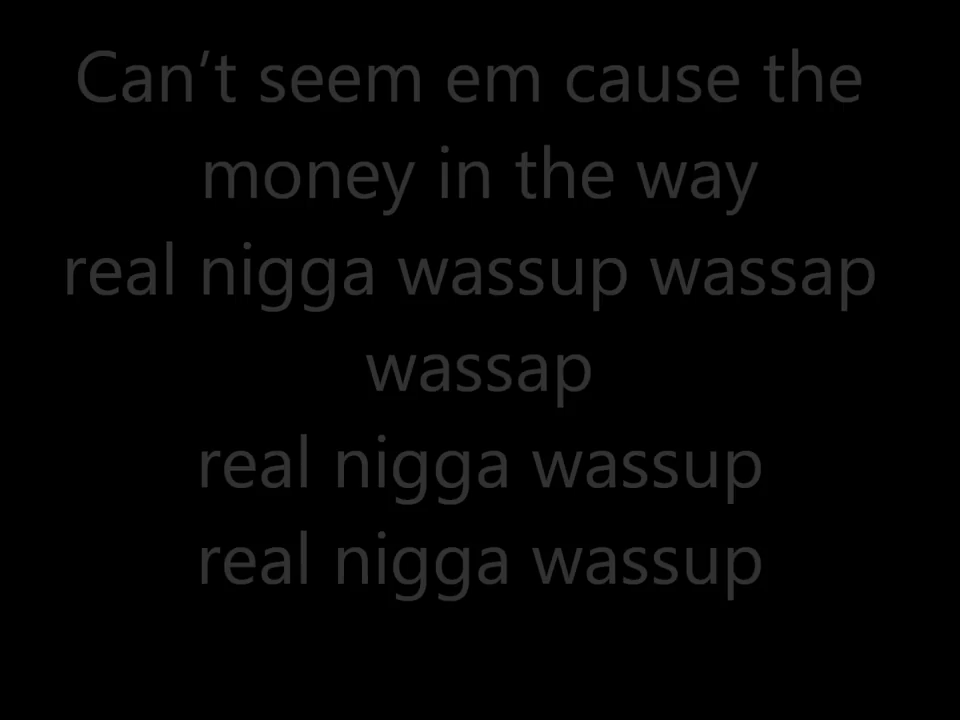 Can’t seem em cause the
money in the way
real nigga wassup wassap
wassap
real nigga wassup
real nigga wassup